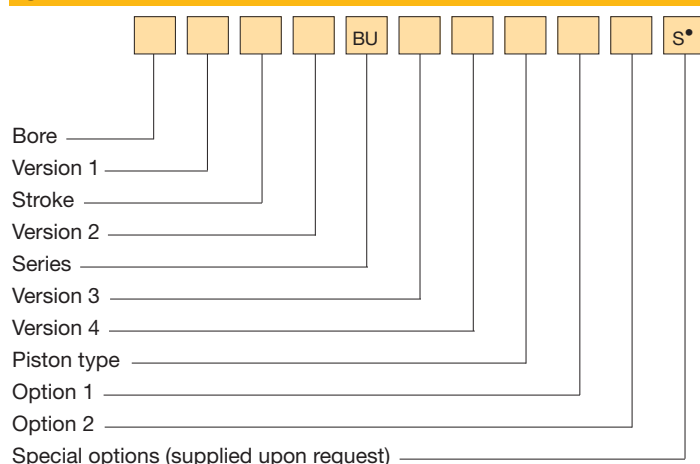 BU S•
Bore
Version 1
Stroke
Version 2
Series
Version 3
Version 4
Piston type
Option 1
Option 2
Special options (supplied upon request)